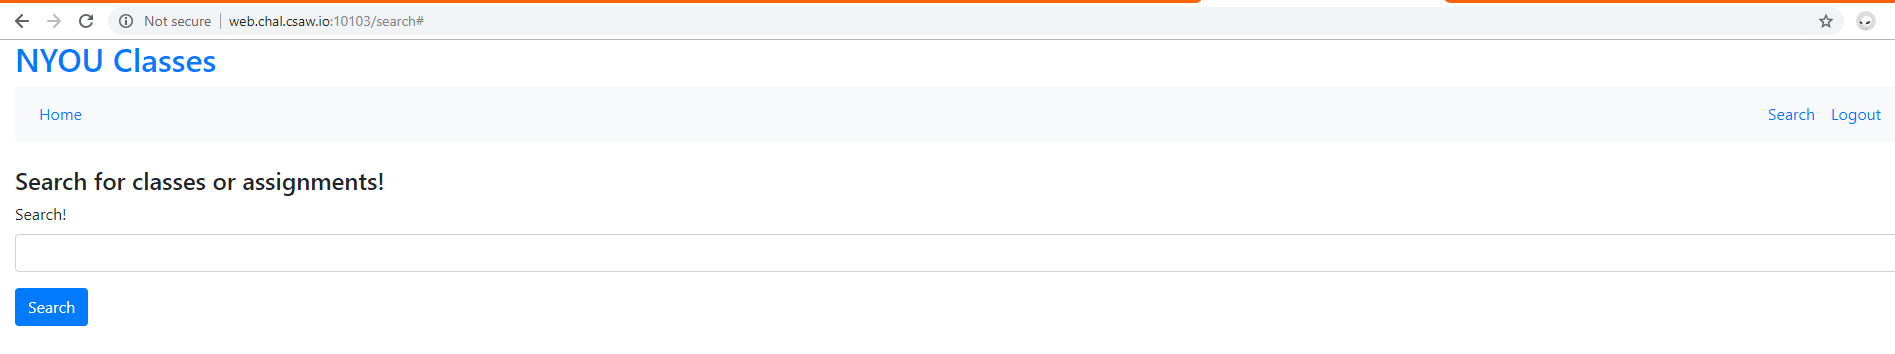 Not secure web.chal.csaw.io:10103/search#
NYOU Classes
Home Search Logout
Search for classes or assignments!
Search!
Search